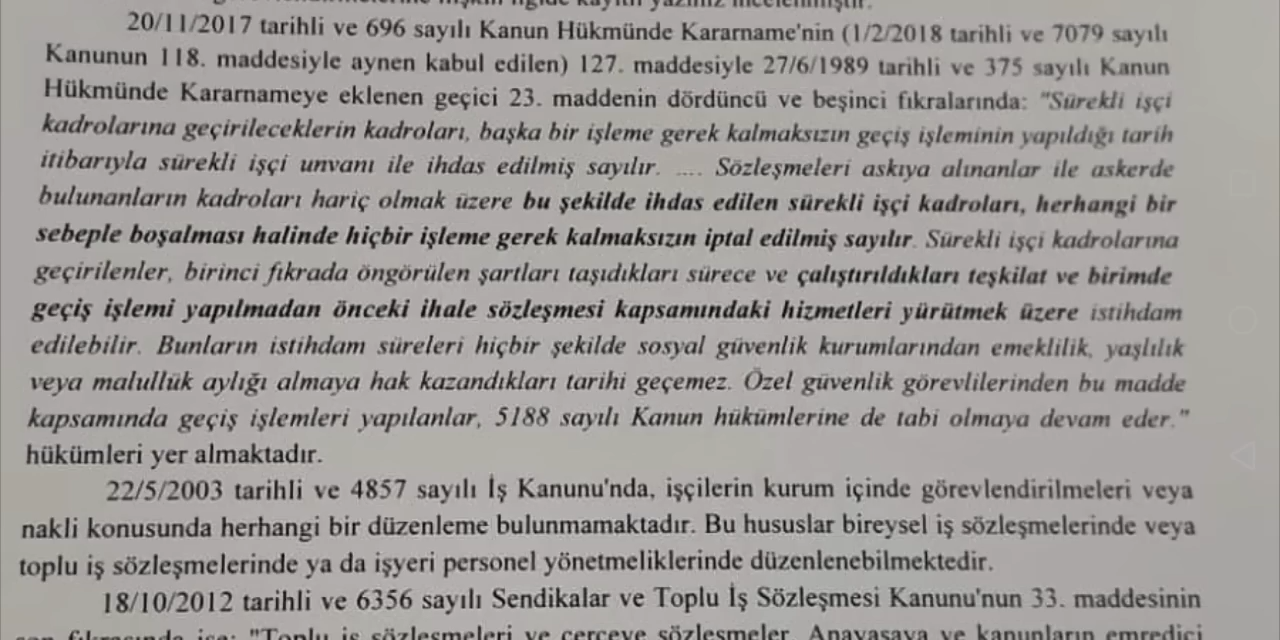 20/11/2017 tarihli ve 696 sayılı Kanun Hükmünde Kararname'nin (1/2/2018 tarihli ve 7079 sayılı
Kanunun 118. maddesiyle aynen kabul edilen) 127. maddesiyle 27/6/1989 tarihli ve 375 sayılı Kanun
Hükmünde Kararnameye eklenen geçici 23. maddenin dördüncü ve beşinci fıkralarında: "Sürekli işçi
kadrolarına geçirileceklerin kadroları, başka bir işleme gerek kalmaksızın geçiş işleminin yapıldığı tarih
itibarıyla sürekli işçi unvanı ile ihdas edilmiş sayılır. .... Sözleşmeleri askıya alınanlar ile askerde
bulunanların kadroları hariç olmak üzere bu şekilde ihdas edilen sürekli işçi kadroları, herhangi bir
sebeple boşalması halinde hiçbir işleme gerek kalmaksızın iptal edilmiş sayılır. Sürekli işçi kadrolarına
geçirilenler, birinci fıkrada öngörülen şartları taşıdıkları sürece ve çalıştırıldıkları teşkilat ve birimde
geçiş işlemi yapılmadan önceki ihale sözleşmesi kapsamındaki hizmetleri yürütmek üzere istihdam
edilebilir. Bunların istihdam süreleri hiçbir şekilde sosyal güvenlik kurumlarından emeklilik, yaşlılık
veya malullük aylığı almaya hak kazandıkları tarihi geçemez. Özel güvenlik görevlilerinden bu madde
kapsamında geçiş işlemleri yapılanlar, 5188 sayılı Kanun hükümlerine de tabi olmaya devam eder."
hükümleri yer almaktadır.
22/5/2003 tarihli ve 4857 sayılı İş Kanunu'nda, işçilerin kurum içinde görevlendirilmeleri veya
nakli konusunda herhangi bir düzenleme bulunmamaktadır. Bu hususlar bireysel iş sözleşmelerinde veya
toplu iş sözleşmelerinde ya da işyeri personel yönetmeliklerinde düzenlenebilmektedir.
18/10/2012 tarihli ve 6356 sayılı Sendikalar ve Toplu İş Sözleşmesi Kanunu'nun 33. maddesinin
"Toplu iş sözleşmeleri ve çerçeve sözleşmeler, Anayasaya ve kanunların emredici